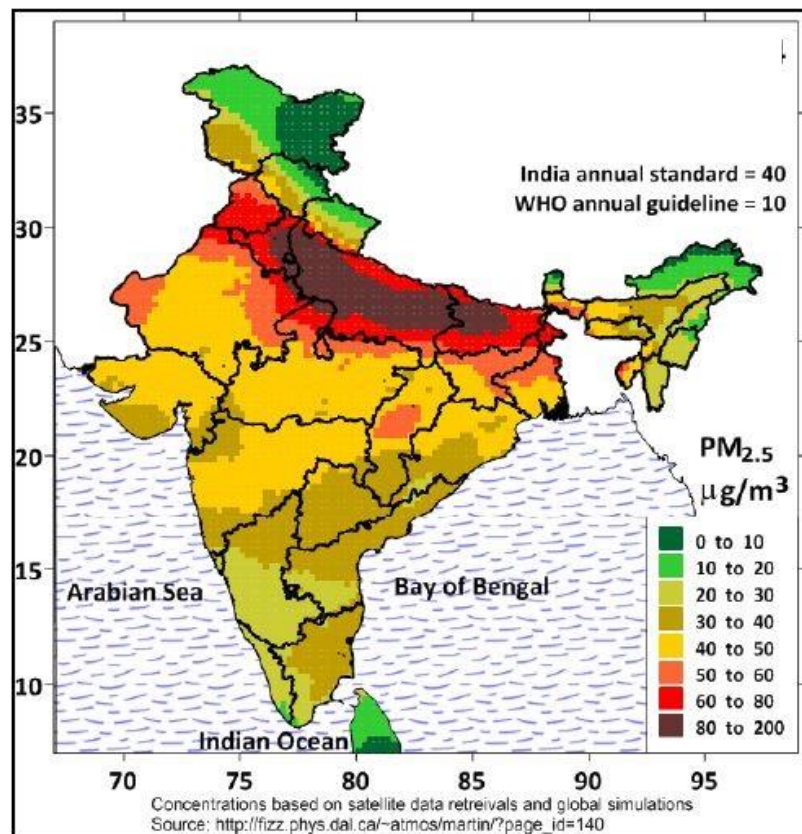 35
30
25
20
15
10
India annual standard = 40
WHO annual guideline = 10
PM2.5
μg/m³
0 to 10
10 to 20
20 to 30
30 to 40
40 to 50
50 to 60
60 to 80
80 to 200
Arabian Sea
Bay of Bengal
Indian Ocean
70 75 80 85 90 95
Concentrations based on satellite data retreivals and global simulations
Source: http://fizz.phys.dal.ca/~atmos/martin/?page_id=140